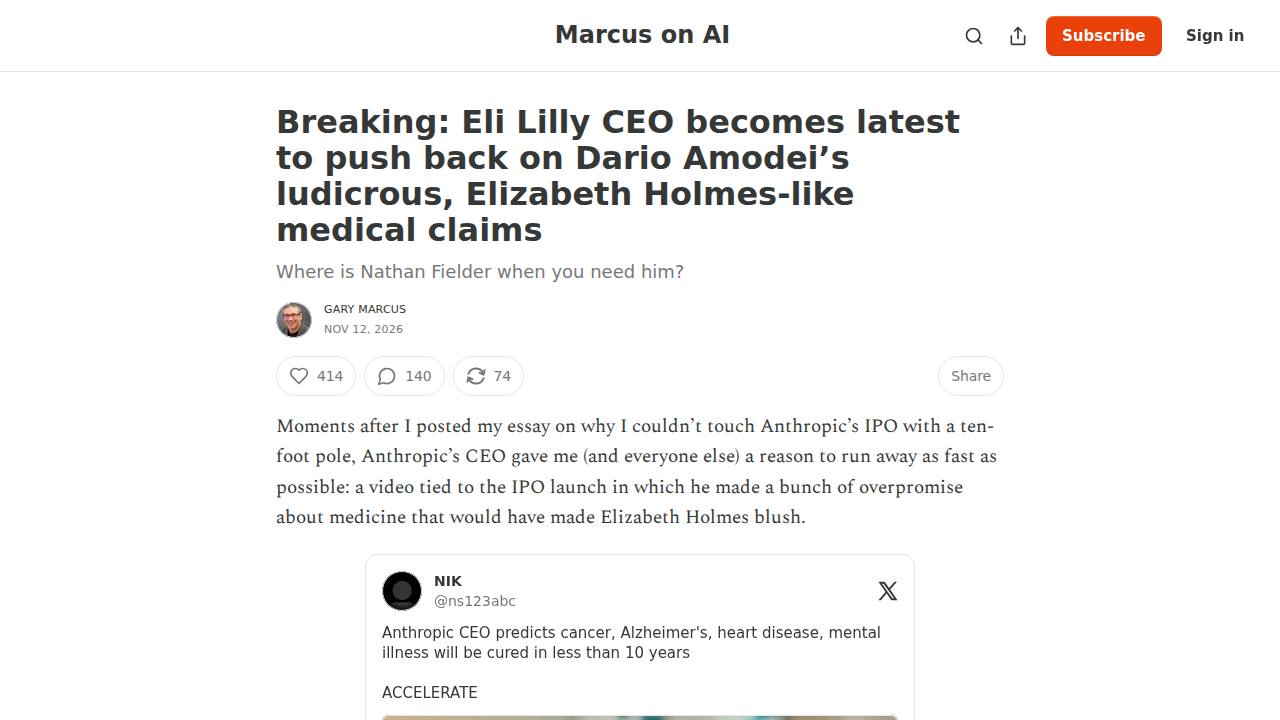 Marcus on AI
Subscribe
Sign in
Breaking: Eli Lilly CEO becomes latest
to push back on Dario Amodei’s
ludicrous, Elizabeth Holmes-like
medical claims
Where is Nathan Fielder when you need him?
GARY MARCUS
NOV 12, 2026
414
140
74
Share
Moments after I posted my essay on why I couldn’t touch Anthropic’s IPO with a ten-
foot pole, Anthropic’s CEO gave me (and everyone else) a reason to run away as fast as
possible: a video tied to the IPO launch in which he made a bunch of overpromise
about medicine that would have made Elizabeth Holmes blush.
NIK
@ns123abc
Anthropic CEO predicts cancer, Alzheimer's, heart disease, mental
illness will be cured in less than 10 years
ACCELERATE